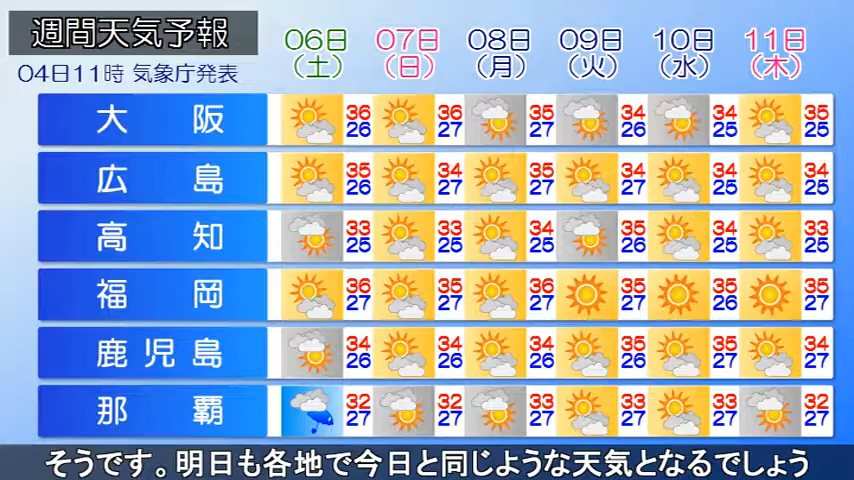 週間天気予報
04日11時 気象庁発表
06日 07日 08日 09日 10日 11日
(土) (日) (月) (火) (水) (木)
大阪 36 36 35 34 34 35
26 27 27 26 25 25
広島 35 34 35 34 34 34
26 27 27 27 25 25
高知 33 34 34 35 34 33
25 25 25 26 25 25
福岡 36 35 36 35 35 35
27 27 27 27 26 27
鹿児島 34 34 34 35 35 34
26 26 26 26 27 27
那覇 32 32 33 33 33 32
27 27 27 27 27 27
そうです。明日も各地で今日と同じような天気となるでしょう